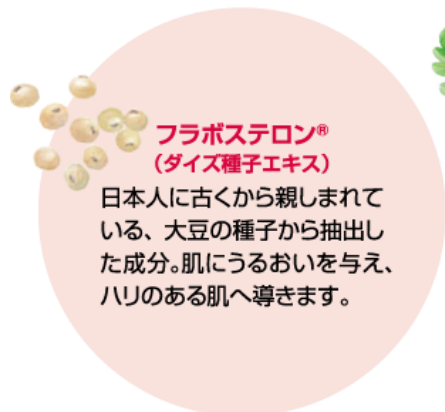 フラボステロン®
（ダイズ種子エキス）
日本人に古くから親しまれて
いる、大豆の種子から抽出し
た成分。肌にうるおいを与え、
ハリのある肌へ導きます。